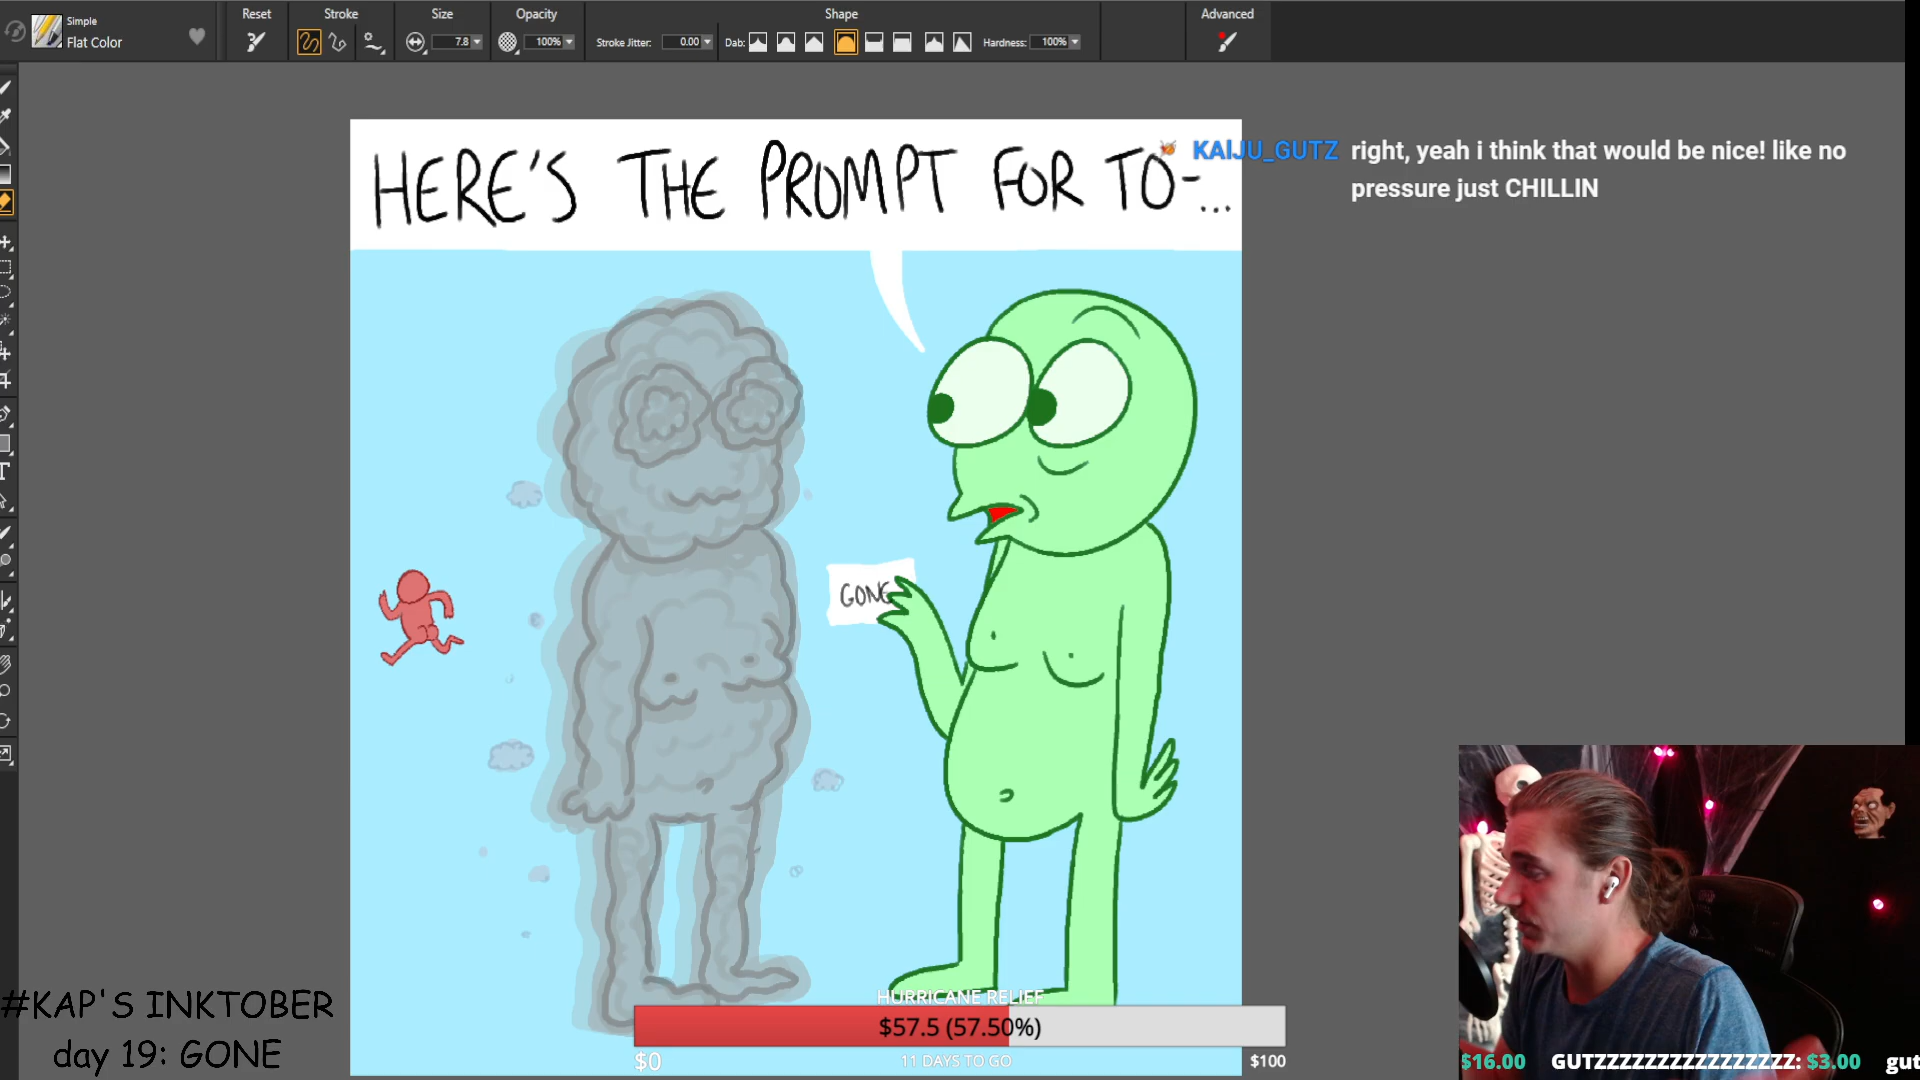 Simple
Flat Color
Reset
Stroke
Size
7.8
Opacity
100%
Stroke Jitter: 0.00
Shape
Dab:
Hardness: 100%
Advanced
HERE'S THE PROMPT FOR TO-...
KAIJU_GUTZ right, yeah i think that would be nice! like no
pressure just CHILLIN
GONE
#KAP'S INKTOBER
day 19: GONE
HURRICANE RELIEF
$57.5 (57.50%)
$0
11 DAYS TO GO
$100
$16.00 GUTZZZZZZZZZZZZZZZZ: $3.00 gut